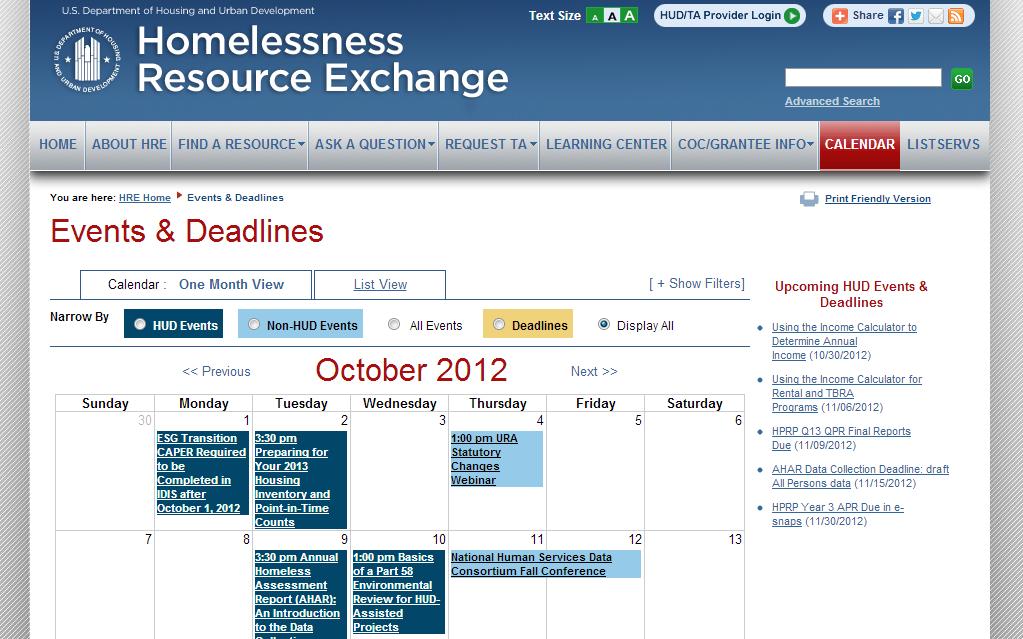 U.S. Department of Housing and Urban Development
Text Size A A A
HUD/TA Provider Login
Share
U.S. DEPARTMENT OF HOUSING AND URBAN DEVELOPMENT
Homelessness
Resource Exchange
GO
Advanced Search
HOME ABOUT HRE FIND A RESOURCE ASK A QUESTION REQUEST TA LEARNING CENTER COC/GRANTEE INFO CALENDAR LISTSERVS
You are here: HRE Home Events & Deadlines
Print Friendly Version
Events & Deadlines
Calendar : One Month View List View [ + Show Filters]
Narrow By HUD Events Non-HUD Events All Events Deadlines Display All
<< Previous October 2012 Next >>
Sunday Monday Tuesday Wednesday Thursday Friday Saturday
30 1 2 3 4 5 6
ESG Transition
CAPER Required
to be
Completed in
IDIS after
October 1, 2012
3:30 pm
Preparing for
Your 2013
Housing
Inventory and
Point-in-Time
Counts
1:00 pm URA
Statutory
Changes
Webinar
7 8 9 10 11 12 13
3:30 pm Annual
Homeless
Assessment
Report (AHAR):
An Introduction
to the Data
1:00 pm Basics
of a Part 58
Environmental
Review for HUD-
Assisted
Projects
National Human Services Data
Consortium Fall Conference
Upcoming HUD Events &
Deadlines
Using the Income Calculator to
Determine Annual
Income (10/30/2012)
Using the Income Calculator for
Rental and TBRA
Programs (11/06/2012)
HPRP Q13 QPR Final Reports
Due (11/09/2012)
AHAR Data Collection Deadline: draft
All Persons data (11/15/2012)
HPRP Year 3 APR Due in e-
snaps (11/30/2012)